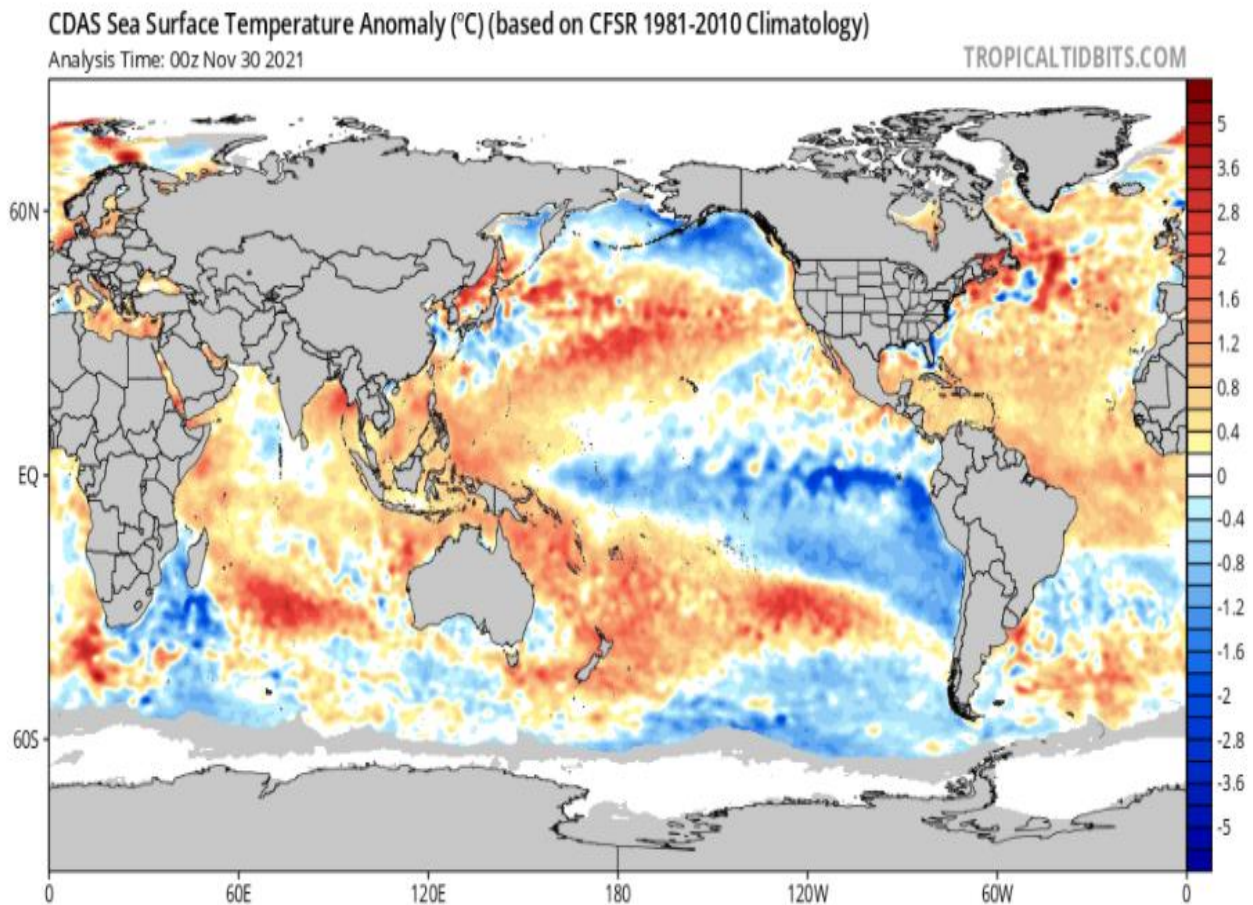 CDAS Sea Surface Temperature Anomaly (°C) (based on CFSR 1981-2010 Climatology)
Analysis Time: 00z Nov 30 2021
TROPICALTIDBITS.COM
60N
EQ
60S
0
60E
120E
180
120W
60W
0
5
3.6
2.8
2
1.6
1.2
0.8
0.4
0
-0.4
-0.8
-1.2
-1.6
-2
-2.8
-3.6
-5